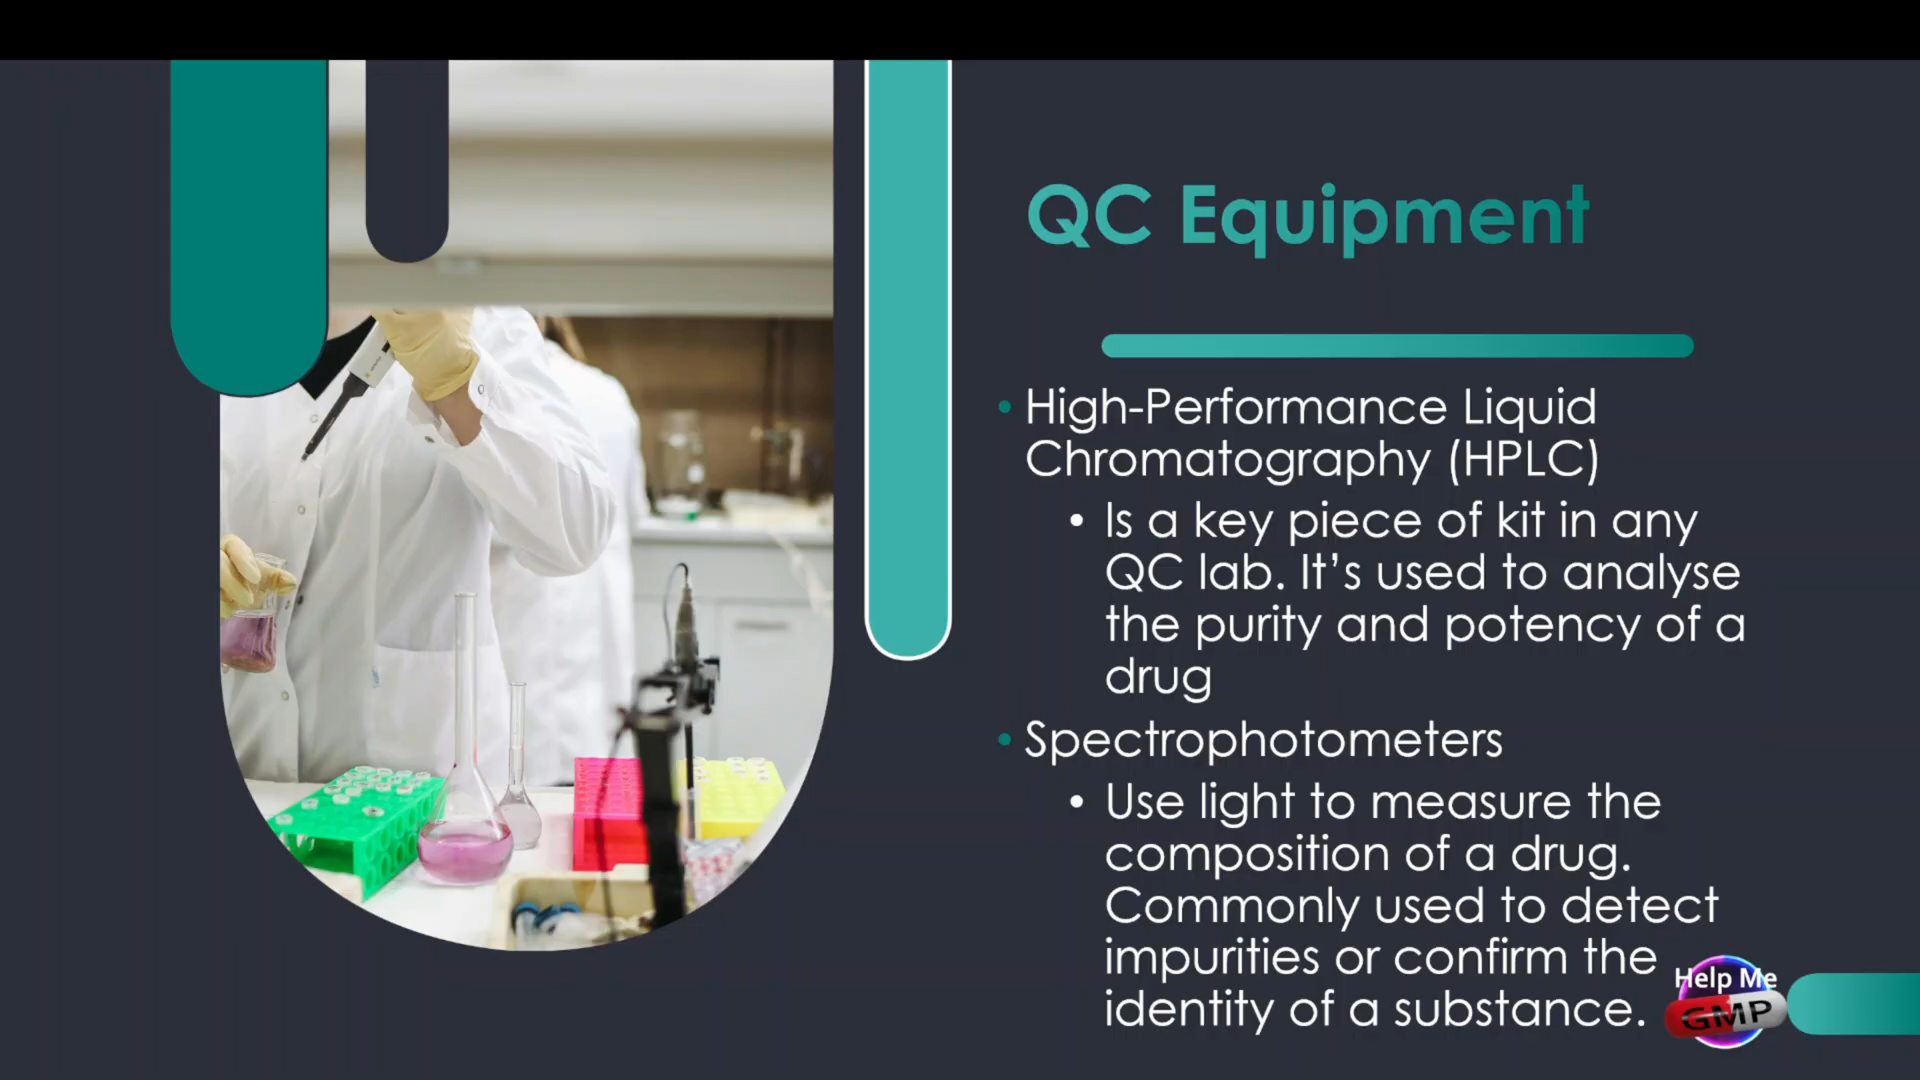 QC Equipment
• High-Performance Liquid
Chromatography (HPLC)
• Is a key piece of kit in any
QC lab. It’s used to analyse
the purity and potency of a
drug
• Spectrophotometers
• Use light to measure the
composition of a drug.
Commonly used to detect
impurities or confirm the
identity of a substance.
Help Me
GMP